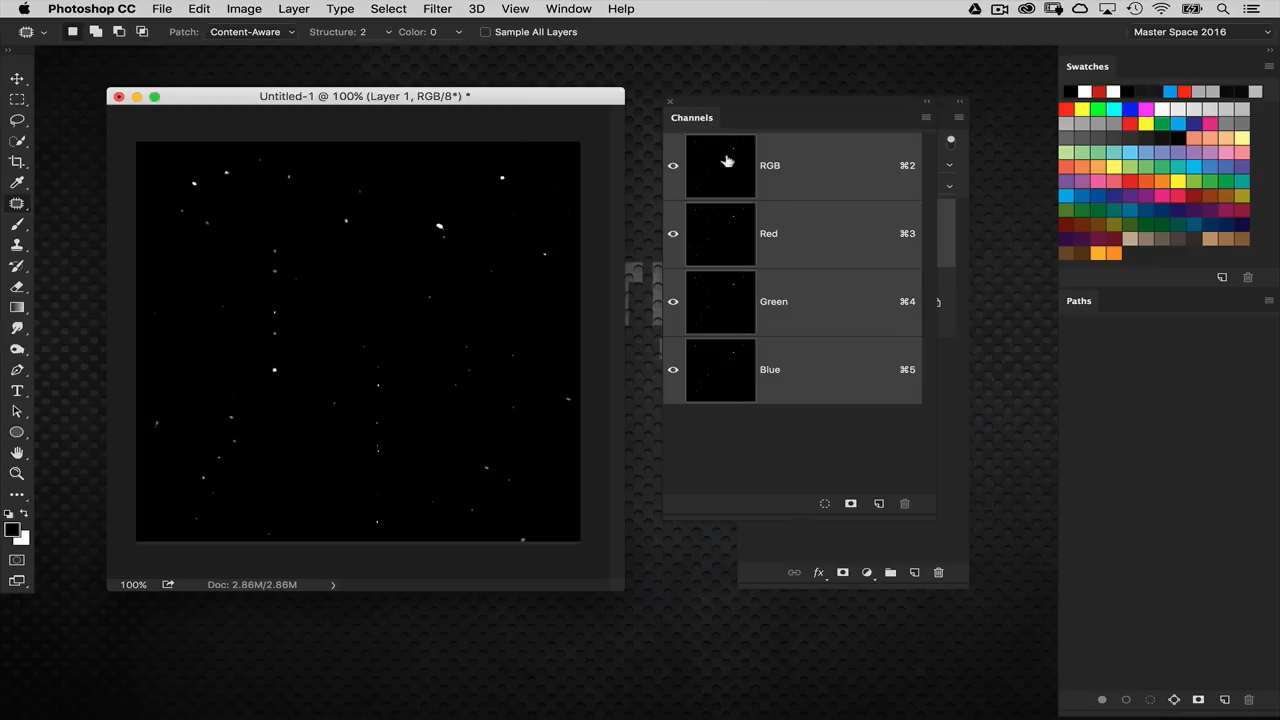 Photoshop CC File Edit Image Layer Type Select Filter 3D View Window Help
Patch: Content-Aware Structure: 2 Color: 0 Sample All Layers Master Space 2016
Untitled-1 @ 100% (Layer 1, RGB/8*) *
Channels
RGB ⌘2
Red ⌘3
Green ⌘4
Blue ⌘5
Swatches
Paths
100% Doc: 2.86M/2.86M
fx